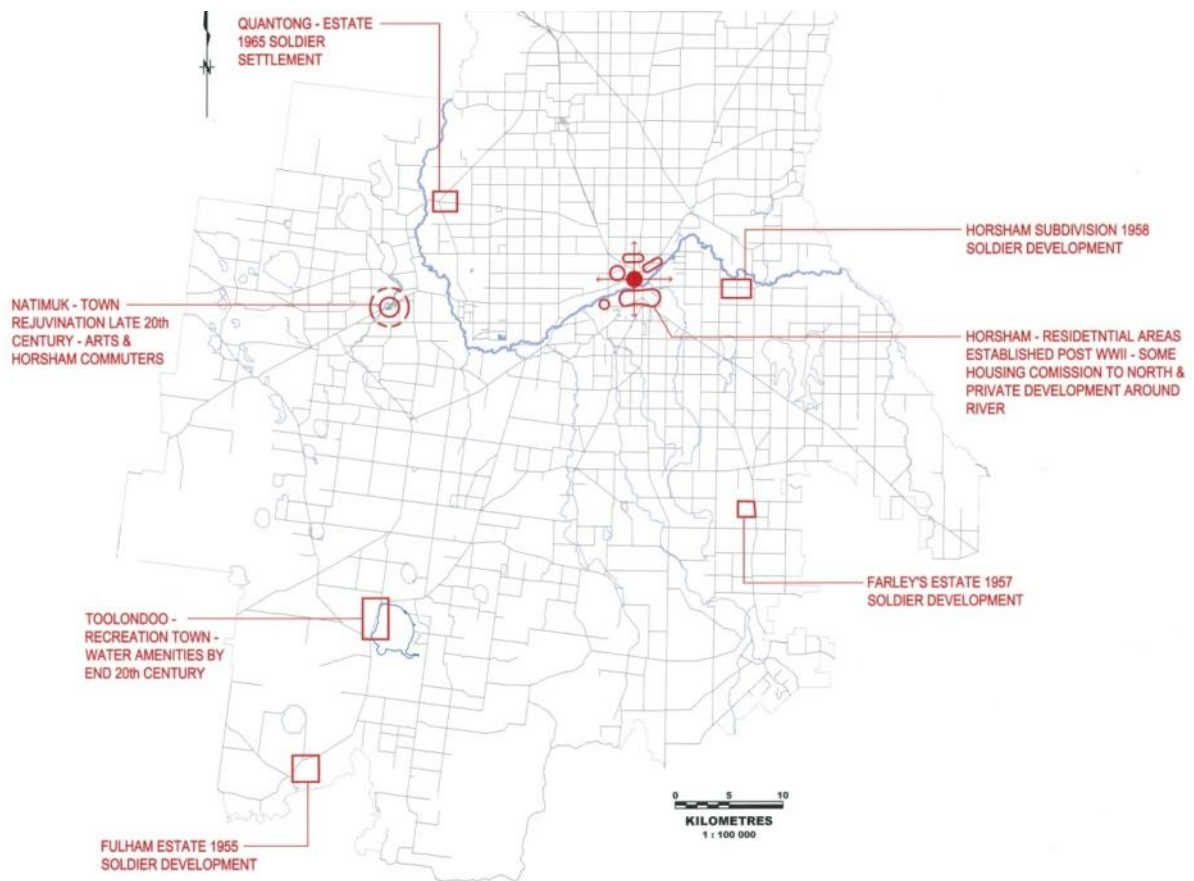 QUANTONG - ESTATE
1965 SOLDIER
SETTLEMENT
N
HORSHAM SUBDIVISION 1958
SOLDIER DEVELOPMENT
NATIMUK - TOWN
REJUVINATION LATE 20th
CENTURY - ARTS &
HORSHAM COMMUTERS
HORSHAM - RESIDETNTIAL AREAS
ESTABLISHED POST WWII - SOME
HOUSING COMISSION TO NORTH &
PRIVATE DEVELOPMENT AROUND
RIVER
FARLEY'S ESTATE 1957
SOLDIER DEVELOPMENT
TOOLONDOO -
RECREATION TOWN -
WATER AMENITIES BY
END 20th CENTURY
0 5 10
KILOMETRES
1 : 100 000
FULHAM ESTATE 1955
SOLDIER DEVELOPMENT